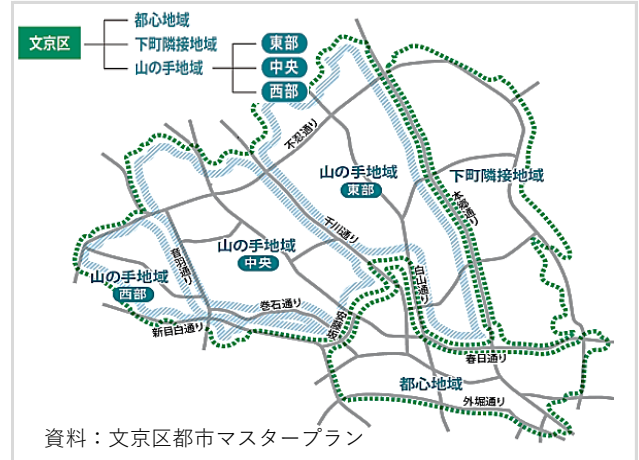 文京区
都心地域
下町隣接地域
山の手地域
東部
中央
西部
不忍通り
山の手地域
東部
下町隣接地域
本郷通り
千川通り
山の手地域
中央
音羽通り
白山通り
山の手地域
西部
巻石通り
安藤坂
新目白通り
春日通り
都心地域
外堀通り
資料：文京区都市マスタープラン